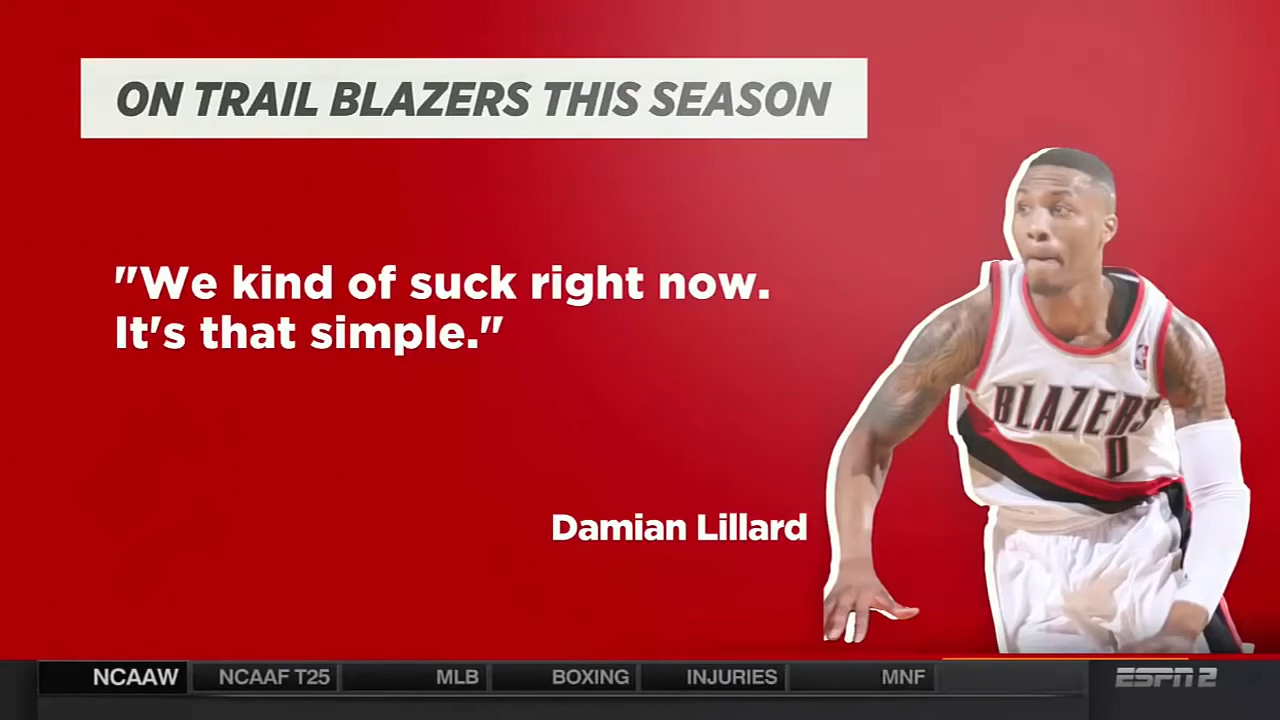 ON TRAIL BLAZERS THIS SEASON
"We kind of suck right now.
It's that simple."
Damian Lillard
BLAZERS
0
NCAAW NCAAF T25 MLB BOXING INJURIES MNF ESPN2